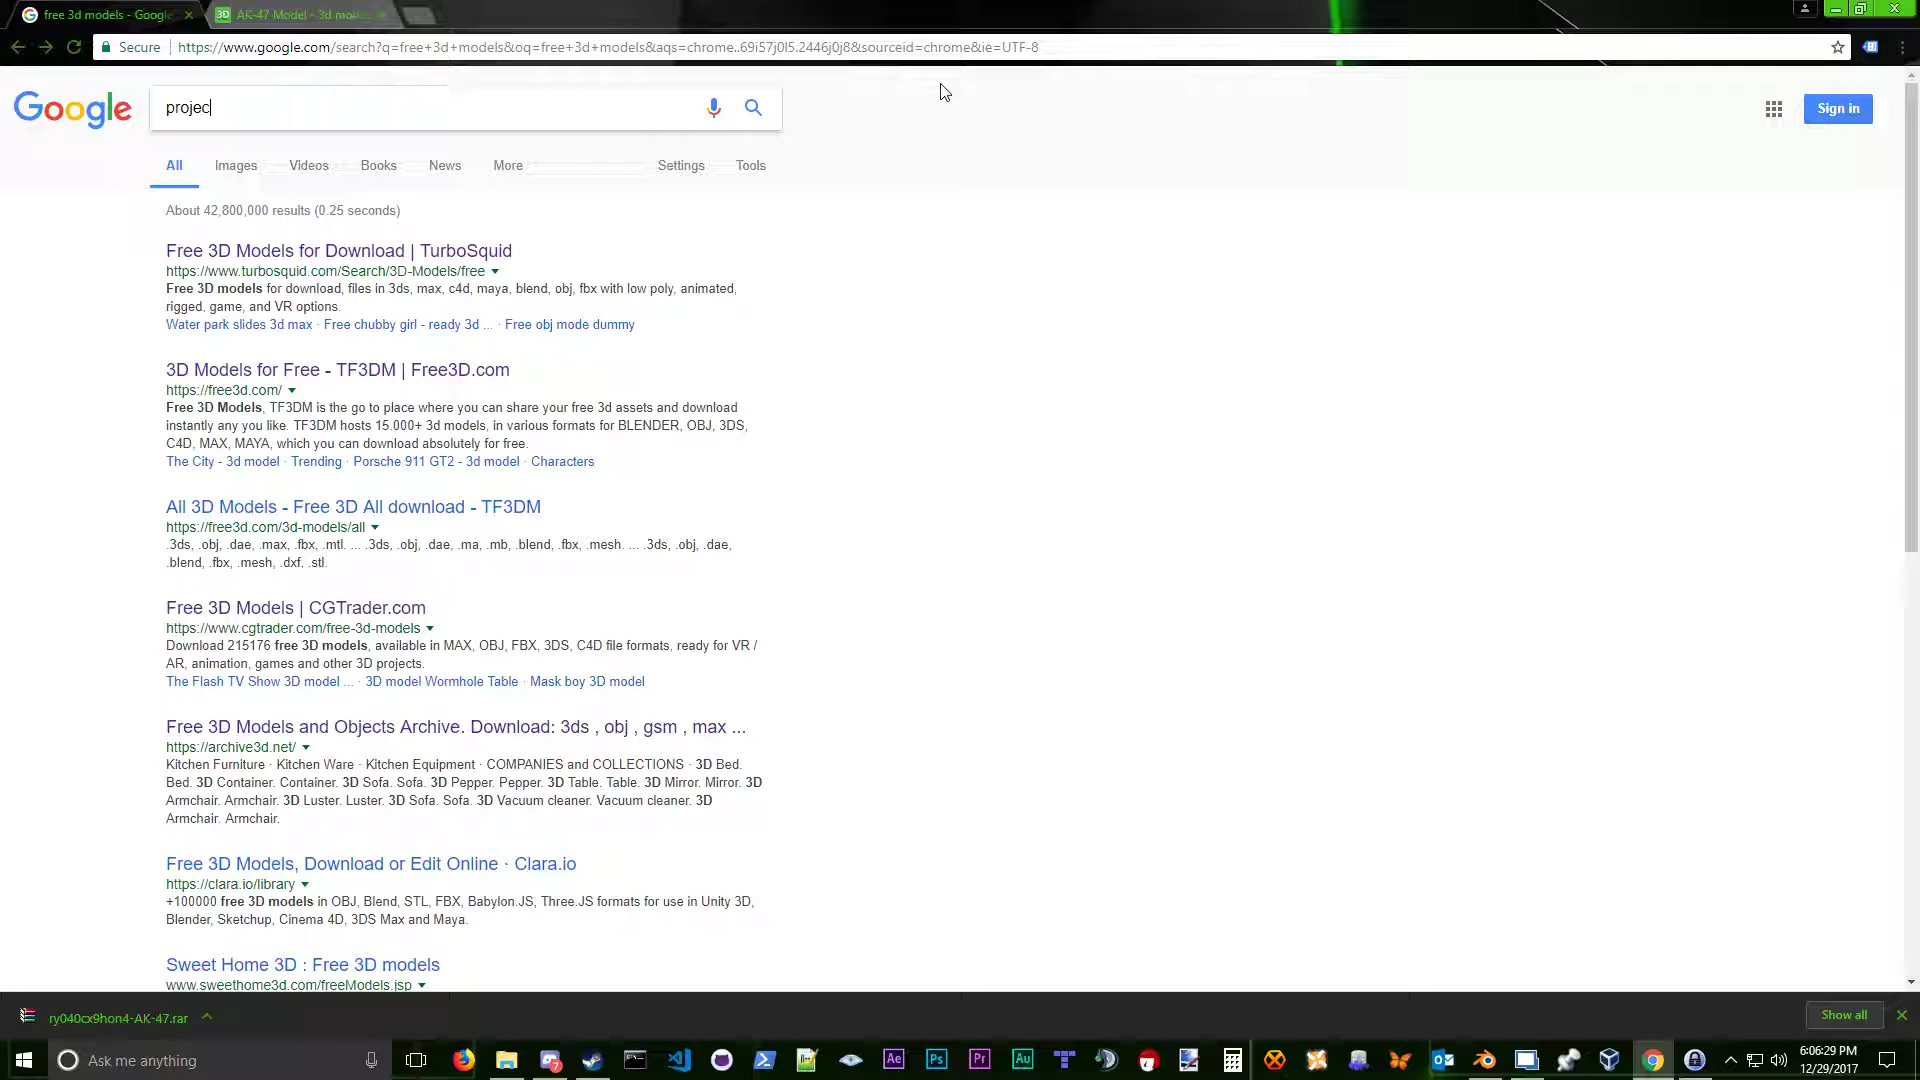 free 3d models - Google
AK-47 Model - 3d mo
Secure
https://www.google.com/search?q=free+3d+models&oq=free+3d+models&aqs=chrome..69i57j0l5.2446j0j8&sourceid=chrome&ie=UTF-8
Google
projec
Sign in
All Images Videos Books News More Settings Tools
About 42,800,000 results (0.25 seconds)
Free 3D Models for Download | TurboSquid
https://www.turbosquid.com/Search/3D-Models/free
Free 3D models for download, files in 3ds, max, c4d, maya, blend, obj, fbx with low poly, animated,
rigged, game, and VR options.
Water park slides 3d max · Free chubby girl - ready 3d ... · Free obj mode dummy
3D Models for Free - TF3DM | Free3D.com
https://free3d.com/
Free 3D Models, TF3DM is the go to place where you can share your free 3d assets and download
instantly any you like. TF3DM hosts 15.000+ 3d models, in various formats for BLENDER, OBJ, 3DS,
C4D, MAX, MAYA, which you can download absolutely for free.
The City - 3d model · Trending · Porsche 911 GT2 - 3d model · Characters
All 3D Models - Free 3D All download - TF3DM
https://free3d.com/3d-models/all
.3ds, .obj, .dae, .max, .fbx, .mtl. ... .3ds, .obj, .dae, .ma, .mb, .blend, .fbx, .mesh. ... .3ds, .obj, .dae,
.blend, .fbx, .mesh, .dxf, .stl.
Free 3D Models | CGTrader.com
https://www.cgtrader.com/free-3d-models
Download 215176 free 3D models, available in MAX, OBJ, FBX, 3DS, C4D file formats, ready for VR /
AR, animation, games and other 3D projects.
The Flash TV Show 3D model ... · 3D model Wormhole Table · Mask boy 3D model
Free 3D Models and Objects Archive. Download: 3ds , obj , gsm , max ...
https://archive3d.net/
Kitchen Furniture · Kitchen Ware · Kitchen Equipment · COMPANIES and COLLECTIONS · 3D Bed.
Bed. 3D Container. Container. 3D Sofa. Sofa. 3D Pepper. Pepper. 3D Table. Table. 3D Mirror. Mirror. 3D
Armchair. Armchair. 3D Luster. Luster. 3D Sofa. Sofa. 3D Vacuum cleaner. Vacuum cleaner. 3D
Armchair. Armchair.
Free 3D Models, Download or Edit Online · Clara.io
https://clara.io/library
+100000 free 3D models in OBJ, Blend, STL, FBX, Babylon.JS, Three.JS formats for use in Unity 3D,
Blender, Sketchup, Cinema 4D, 3DS Max and Maya.
Sweet Home 3D : Free 3D models
www.sweethome3d.com/freeModels.jsp
ry040cx9hon4-AK-47.rar
Show all
Ask me anything
Ae Ps Pr Au
6:06:29 PM
12/29/2017